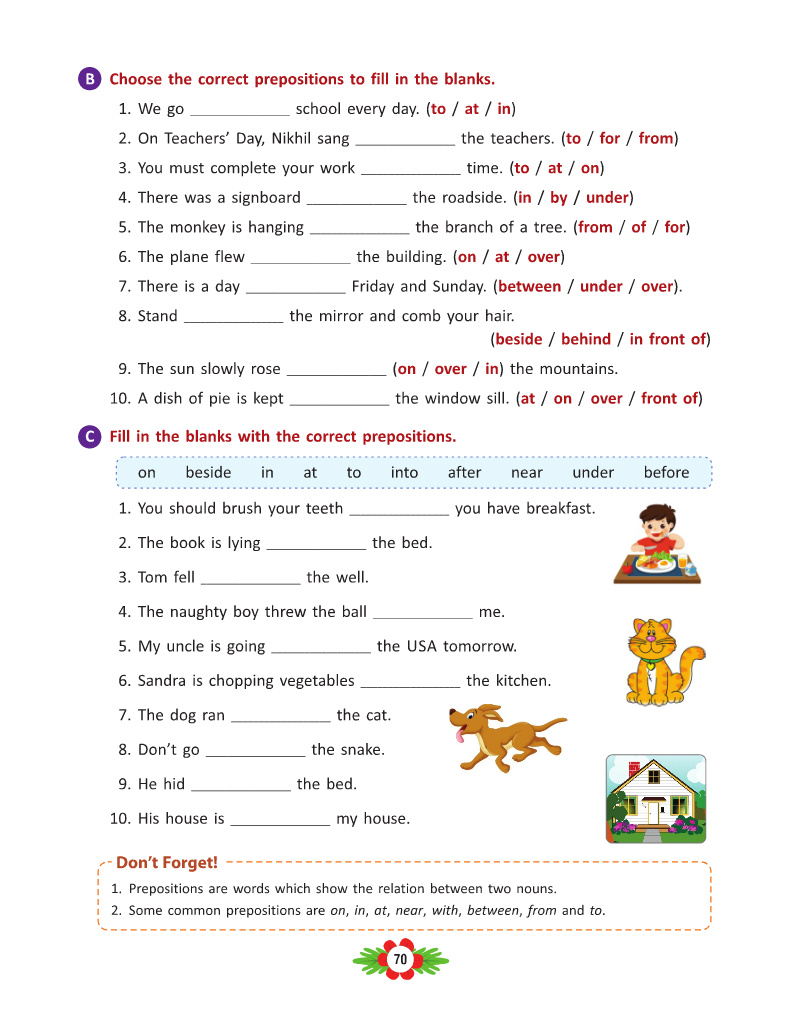 B Choose the correct prepositions to fill in the blanks.
1. We go ____________ school every day. (to / at / in)
2. On Teachers’ Day, Nikhil sang ____________ the teachers. (to / for / from)
3. You must complete your work ____________ time. (to / at / on)
4. There was a signboard ____________ the roadside. (in / by / under)
5. The monkey is hanging ____________ the branch of a tree. (from / of / for)
6. The plane flew ____________ the building. (on / at / over)
7. There is a day ____________ Friday and Sunday. (between / under / over).
8. Stand ____________ the mirror and comb your hair.
(beside / behind / in front of)
9. The sun slowly rose ____________ (on / over / in) the mountains.
10. A dish of pie is kept ____________ the window sill. (at / on / over / front of)
C Fill in the blanks with the correct prepositions.
on beside in at to into after near under before
1. You should brush your teeth ____________ you have breakfast.
2. The book is lying ____________ the bed.
3. Tom fell ____________ the well.
4. The naughty boy threw the ball ____________ me.
5. My uncle is going ____________ the USA tomorrow.
6. Sandra is chopping vegetables ____________ the kitchen.
7. The dog ran ____________ the cat.
8. Don’t go ____________ the snake.
9. He hid ____________ the bed.
10. His house is ____________ my house.
Don’t Forget!
1. Prepositions are words which show the relation between two nouns.
2. Some common prepositions are on, in, at, near, with, between, from and to.
70